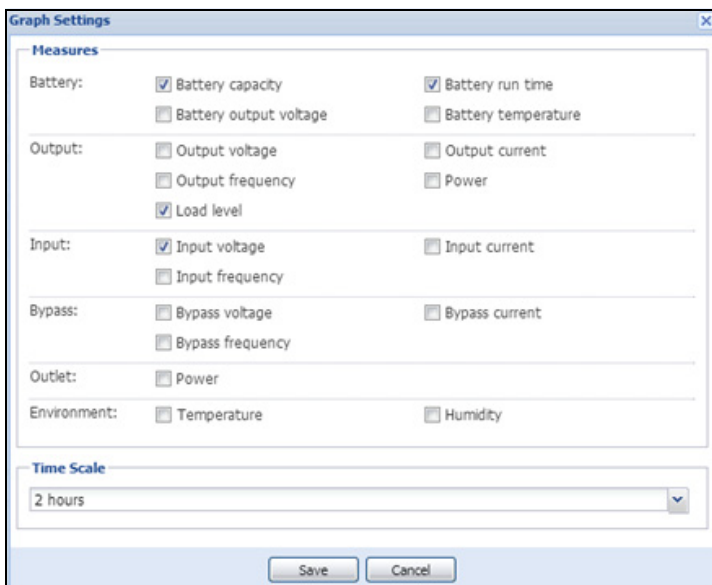 Graph Settings
Measures
Battery: Battery capacity Battery run time
Battery output voltage Battery temperature
Output: Output voltage Output current
Output frequency Power
Load level
Input: Input voltage Input current
Input frequency
Bypass: Bypass voltage Bypass current
Bypass frequency
Outlet: Power
Environment: Temperature Humidity
Time Scale
2 hours
Save Cancel